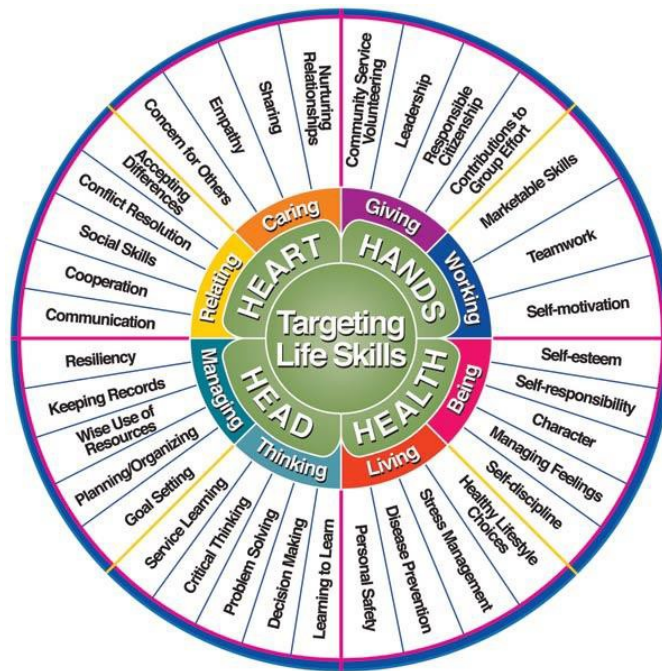 Targeting
Life Skills
HEART
HANDS
HEALTH
HEAD
Caring
Giving
Working
Being
Living
Thinking
Managing
Relating
Nurturing
Relationships
Sharing
Empathy
Concern for Others
Accepting
Differences
Conflict Resolution
Social Skills
Cooperation
Communication
Community Service
Volunteering
Leadership
Responsible
Citizenship
Contributions to
Group Effort
Marketable Skills
Teamwork
Self-motivation
Self-esteem
Self-responsibility
Character
Managing Feelings
Self-discipline
Healthy Lifestyle
Choices
Stress Management
Disease Prevention
Personal Safety
Learning to Learn
Decision Making
Problem Solving
Critical Thinking
Service Learning
Goal Setting
Planning/Organizing
Wise Use of
Resources
Keeping Records
Resiliency